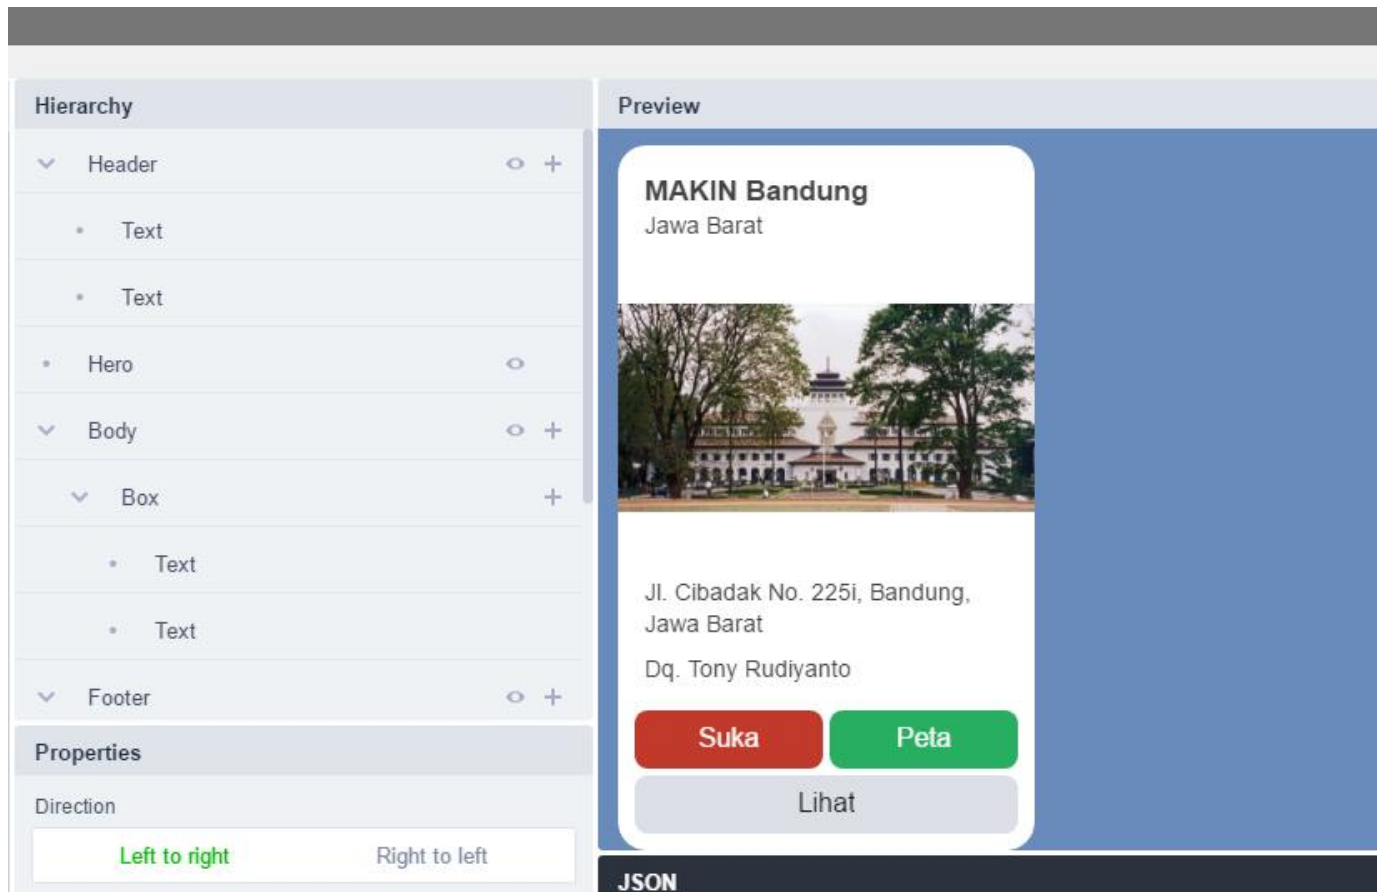 Hierarchy
Header
Text
Text
Hero
Body
Box
Text
Text
Footer
Properties
Direction
Left to right Right to left
Preview
MAKIN Bandung
Jawa Barat
Jl. Cibadak No. 225i, Bandung,
Jawa Barat
Dq. Tony Rudiyanto
Suka Peta
Lihat
JSON